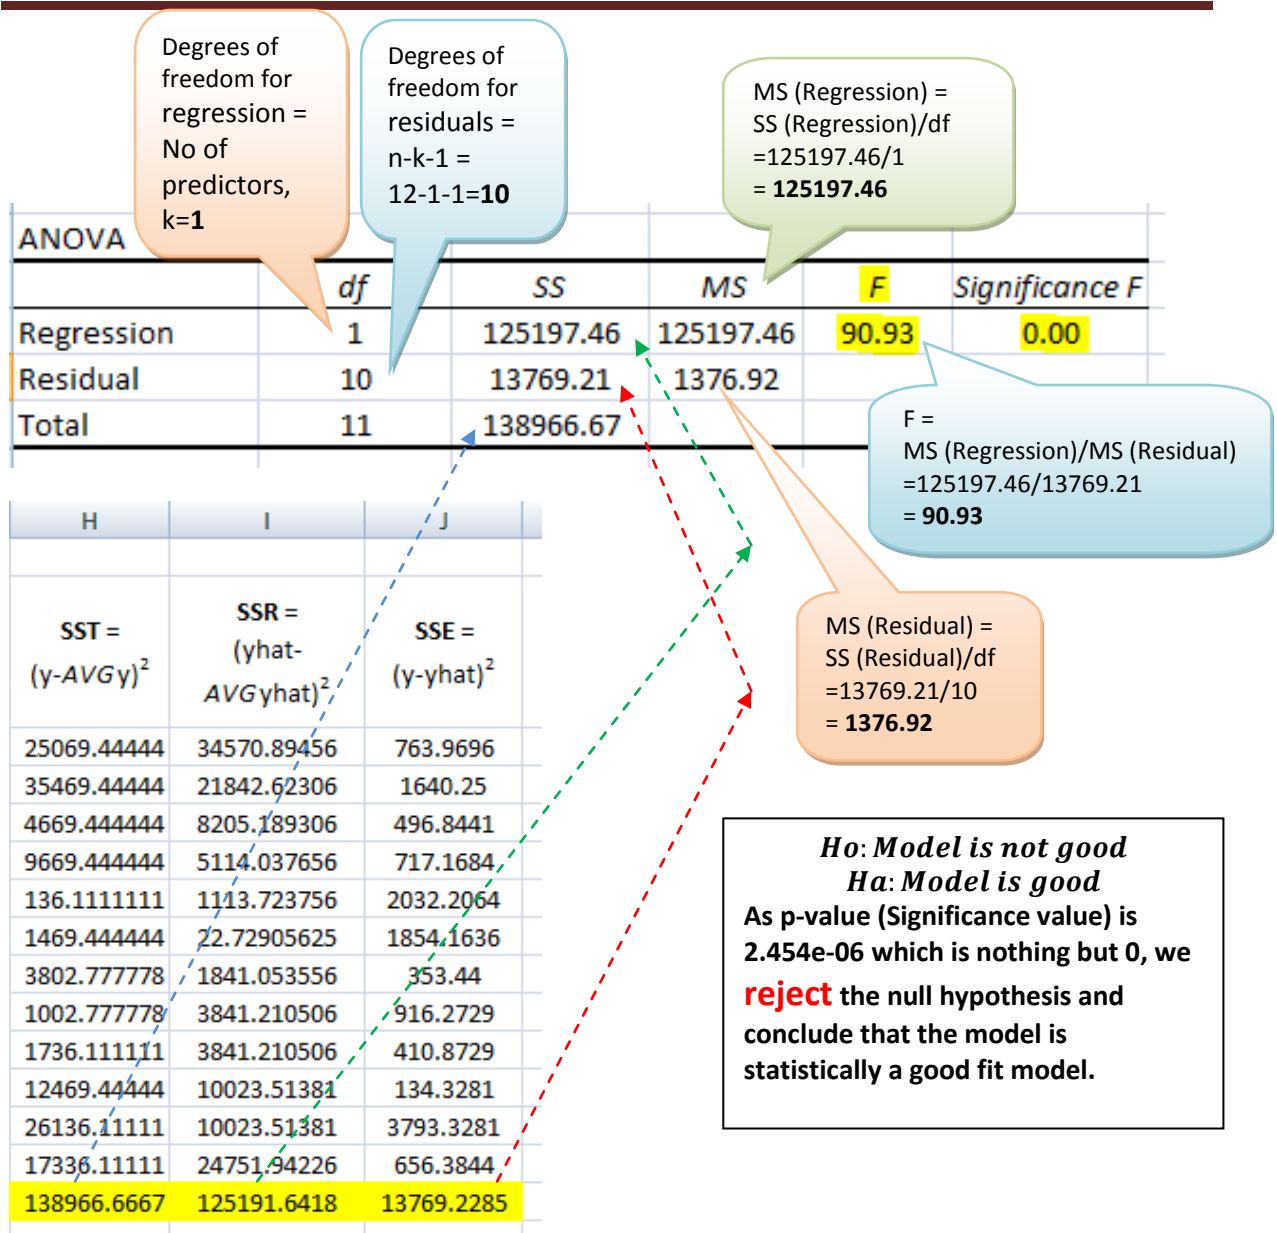 Degrees of
freedom for
regression =
No of
predictors,
k=1
Degrees of
freedom for
residuals =
n-k-1 =
12-1-1=10
MS (Regression) =
SS (Regression)/df
=125197.46/1
= 125197.46
ANOVA
df SS MS F Significance F
Regression 1 125197.46 125197.46 90.93 0.00
Residual 10 13769.21 1376.92
Total 11 138966.67
F =
MS (Regression)/MS (Residual)
=125197.46/13769.21
= 90.93
MS (Residual) =
SS (Residual)/df
=13769.21/10
= 1376.92
H I J
SST =
(y-AVGy)²
SSR =
(yhat-
AVGyhat)²
SSE =
(y-yhat)²
25069.44444 34570.89456 763.9696
35469.44444 21842.62306 1640.25
4669.444444 8205.189306 496.8441
9669.444444 5114.037656 717.1684
136.1111111 1113.723756 2032.2064
1469.444444 22.72905625 1854.1636
3802.777778 1841.053556 353.44
1002.777778 3841.210506 916.2729
1736.111111 3841.210506 410.8729
12469.44444 10023.51381 134.3281
26136.11111 10023.51381 3793.3281
17336.11111 24751.94226 656.3844
138966.6667 125191.6418 13769.2285
Ho: Model is not good
Ha: Model is good
As p-value (Significance value) is
2.454e-06 which is nothing but 0, we
reject the null hypothesis and
conclude that the model is
statistically a good fit model.